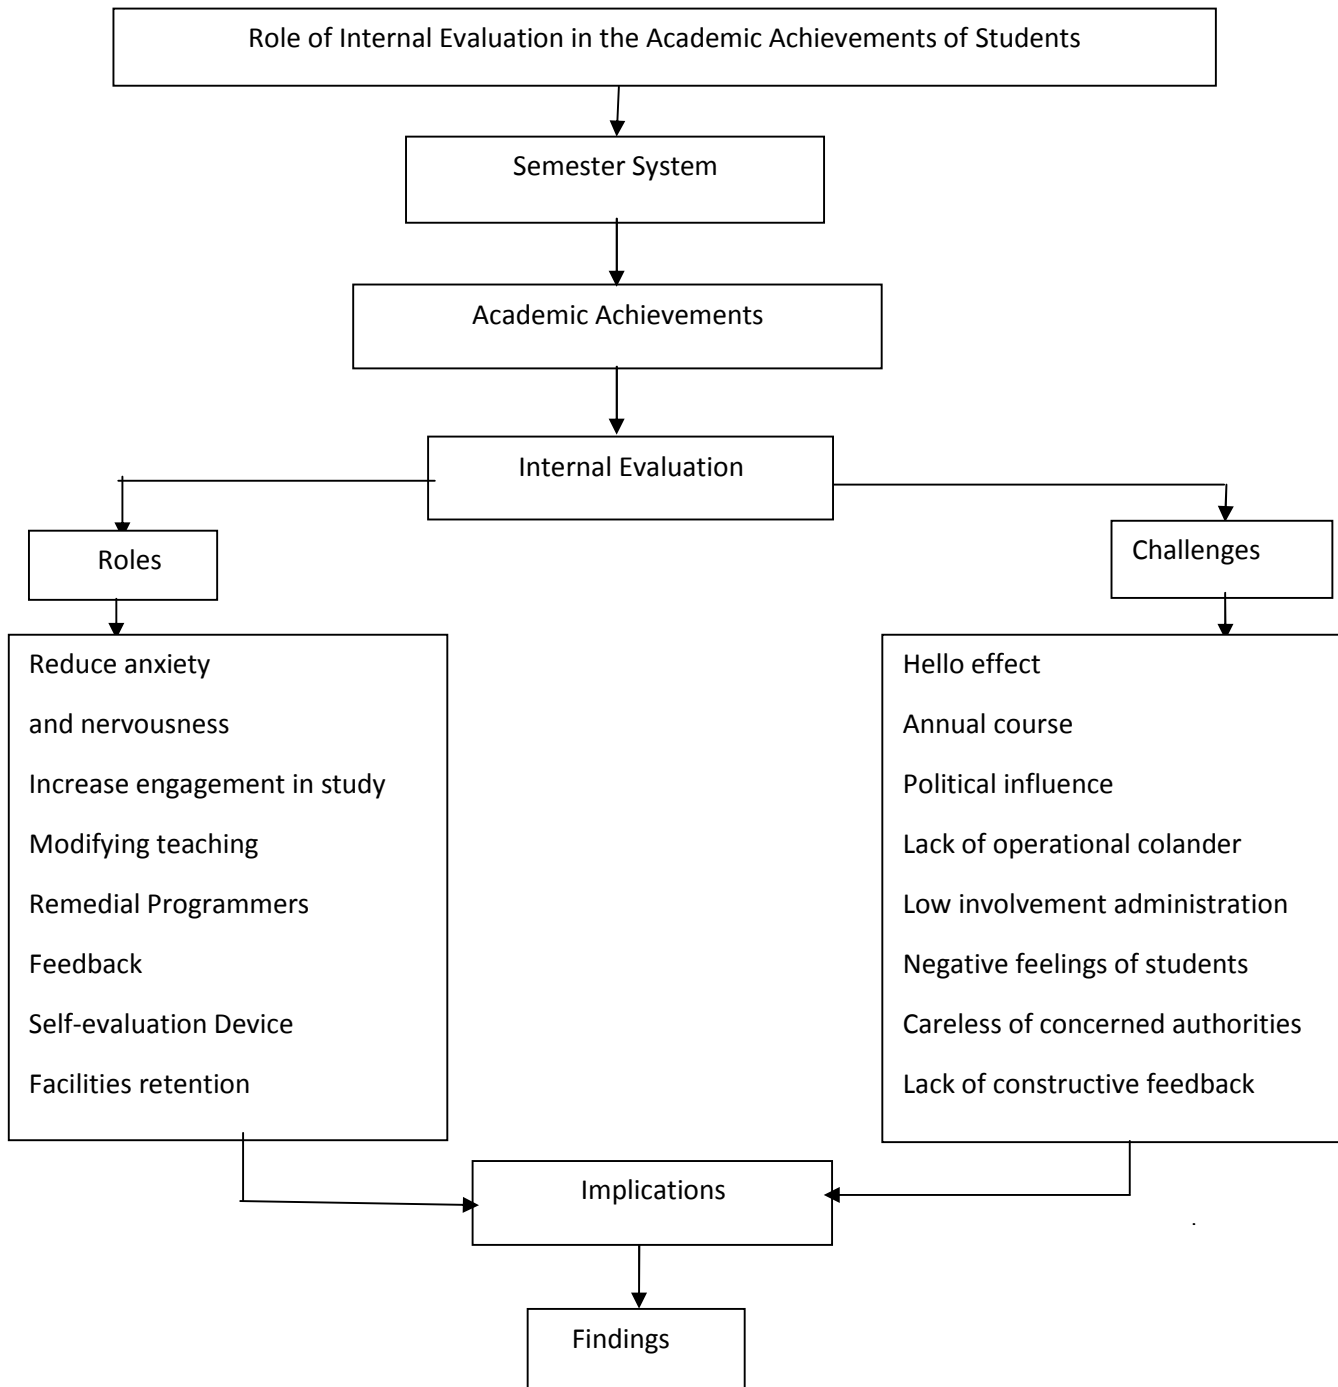 Role of Internal Evaluation in the Academic Achievements of Students
Semester System
Academic Achievements
Internal Evaluation
Roles
Challenges
Reduce anxiety
and nervousness
Increase engagement in study
Modifying teaching
Remedial Programmers
Feedback
Self-evaluation Device
Facilities retention
Hello effect
Annual course
Political influence
Lack of operational colander
Low involvement administration
Negative feelings of students
Careless of concerned authorities
Lack of constructive feedback
Implications
.
Findings